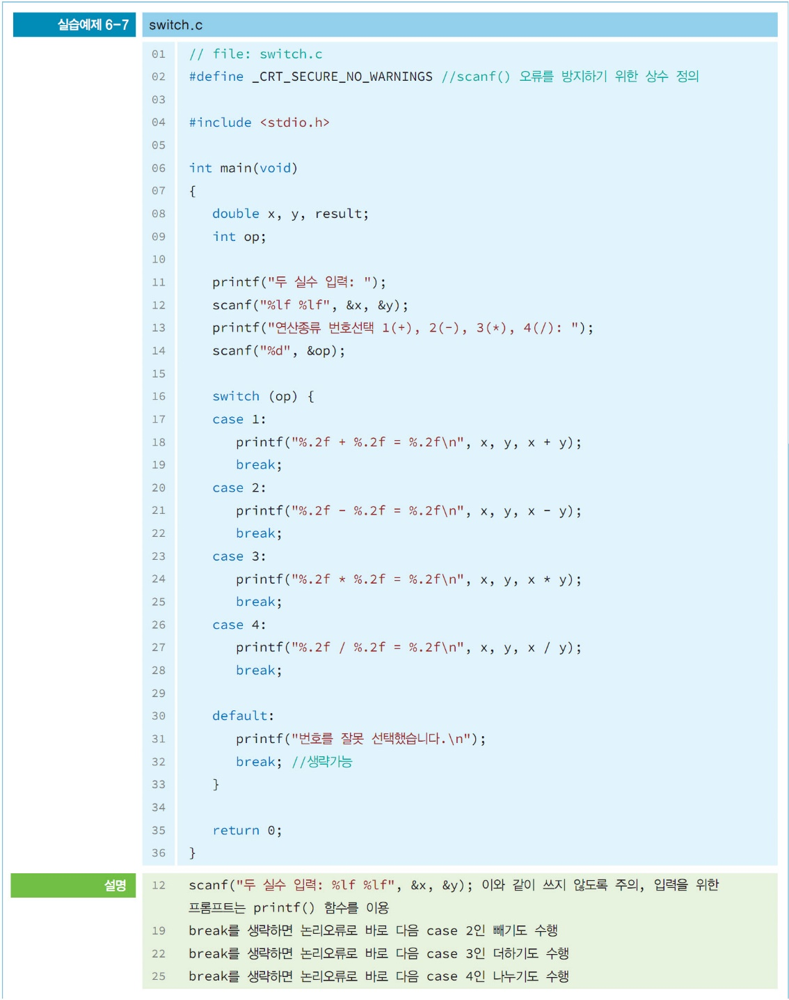 실습예제 6-7 switch.c
01 // file: switch.c
02 #define _CRT_SECURE_NO_WARNINGS //scanf() 오류를 방지하기 위한 상수 정의
03
04 #include <stdio.h>
05
06 int main(void)
07 {
08 double x, y, result;
09 int op;
10
11 printf("두 실수 입력: ");
12 scanf("%lf %lf", &x, &y);
13 printf("연산종류 번호선택 1(+), 2(-), 3(*), 4(/): ");
14 scanf("%d", &op);
15
16 switch (op) {
17 case 1:
18 printf("%.2f + %.2f = %.2f\n", x, y, x + y);
19 break;
20 case 2:
21 printf("%.2f - %.2f = %.2f\n", x, y, x - y);
22 break;
23 case 3:
24 printf("%.2f * %.2f = %.2f\n", x, y, x * y);
25 break;
26 case 4:
27 printf("%.2f / %.2f = %.2f\n", x, y, x / y);
28 break;
29
30 default:
31 printf("번호를 잘못 선택했습니다.\n");
32 break; //생략가능
33 }
34
35 return 0;
36 }
설명 12 scanf("두 실수 입력: %lf %lf", &x, &y); 이와 같이 쓰지 않도록 주의, 입력을 위한
프롬프트는 printf() 함수를 이용
19 break를 생략하면 논리오류로 바로 다음 case 2인 빼기도 수행
22 break를 생략하면 논리오류로 바로 다음 case 3인 더하기도 수행
25 break를 생략하면 논리오류로 바로 다음 case 4인 나누기도 수행